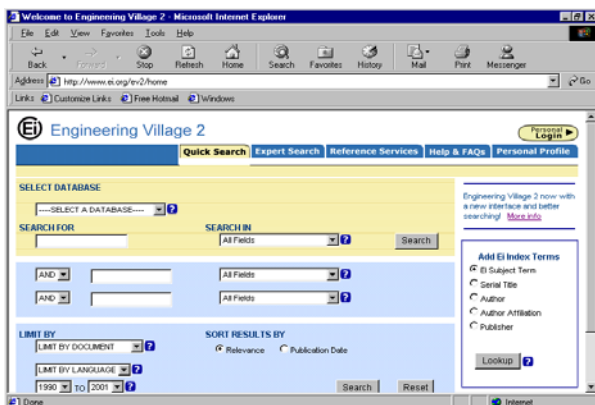 Welcome to Engineering Village 2 - Microsoft Internet Explorer
File Edit View Favorites Tools Help
Back Forward Stop Refresh Home Search Favorites History Mail Print Messenger
Address http://www.ei.org/ev2/home Go
Links Customize Links Free Hotmail Windows
Ei Engineering Village 2
Personal Login
Quick Search Expert Search Reference Services Help & FAQs Personal Profile
SELECT DATABASE
----SELECT A DATABASE---- ?
SEARCH FOR SEARCH IN
All Fields ? Search
AND All Fields ?
AND All Fields ?
LIMIT BY SORT RESULTS BY
LIMIT BY DOCUMENT ? Relevance Publication Date
LIMIT BY LANGUAGE ?
1990 TO 2001 ? Search Reset
Engineering Village 2 now with
a new interface and better
searching! More info
Add Ei Index Terms
Ei Subject Term
Serial Title
Author
Author Affiliation
Publisher
Lookup ?
Done Internet